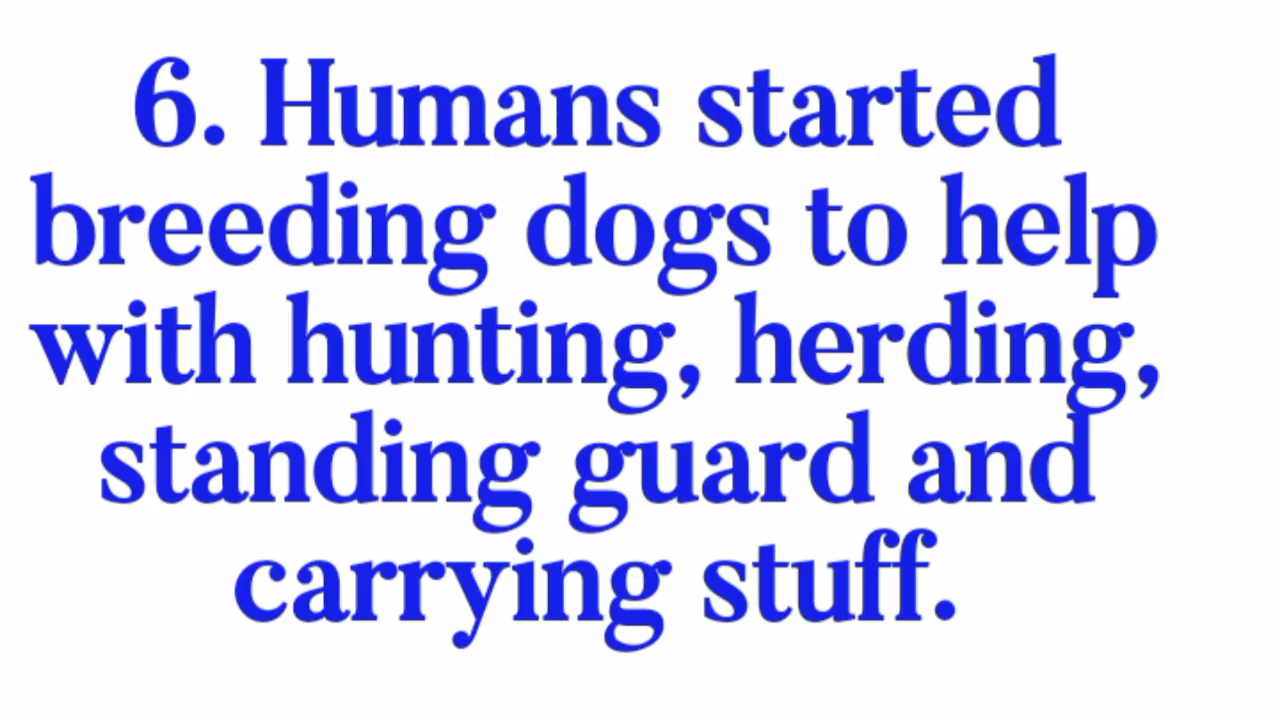 6. Humans started
breeding dogs to help
with hunting, herding,
standing guard and
carrying stuff.